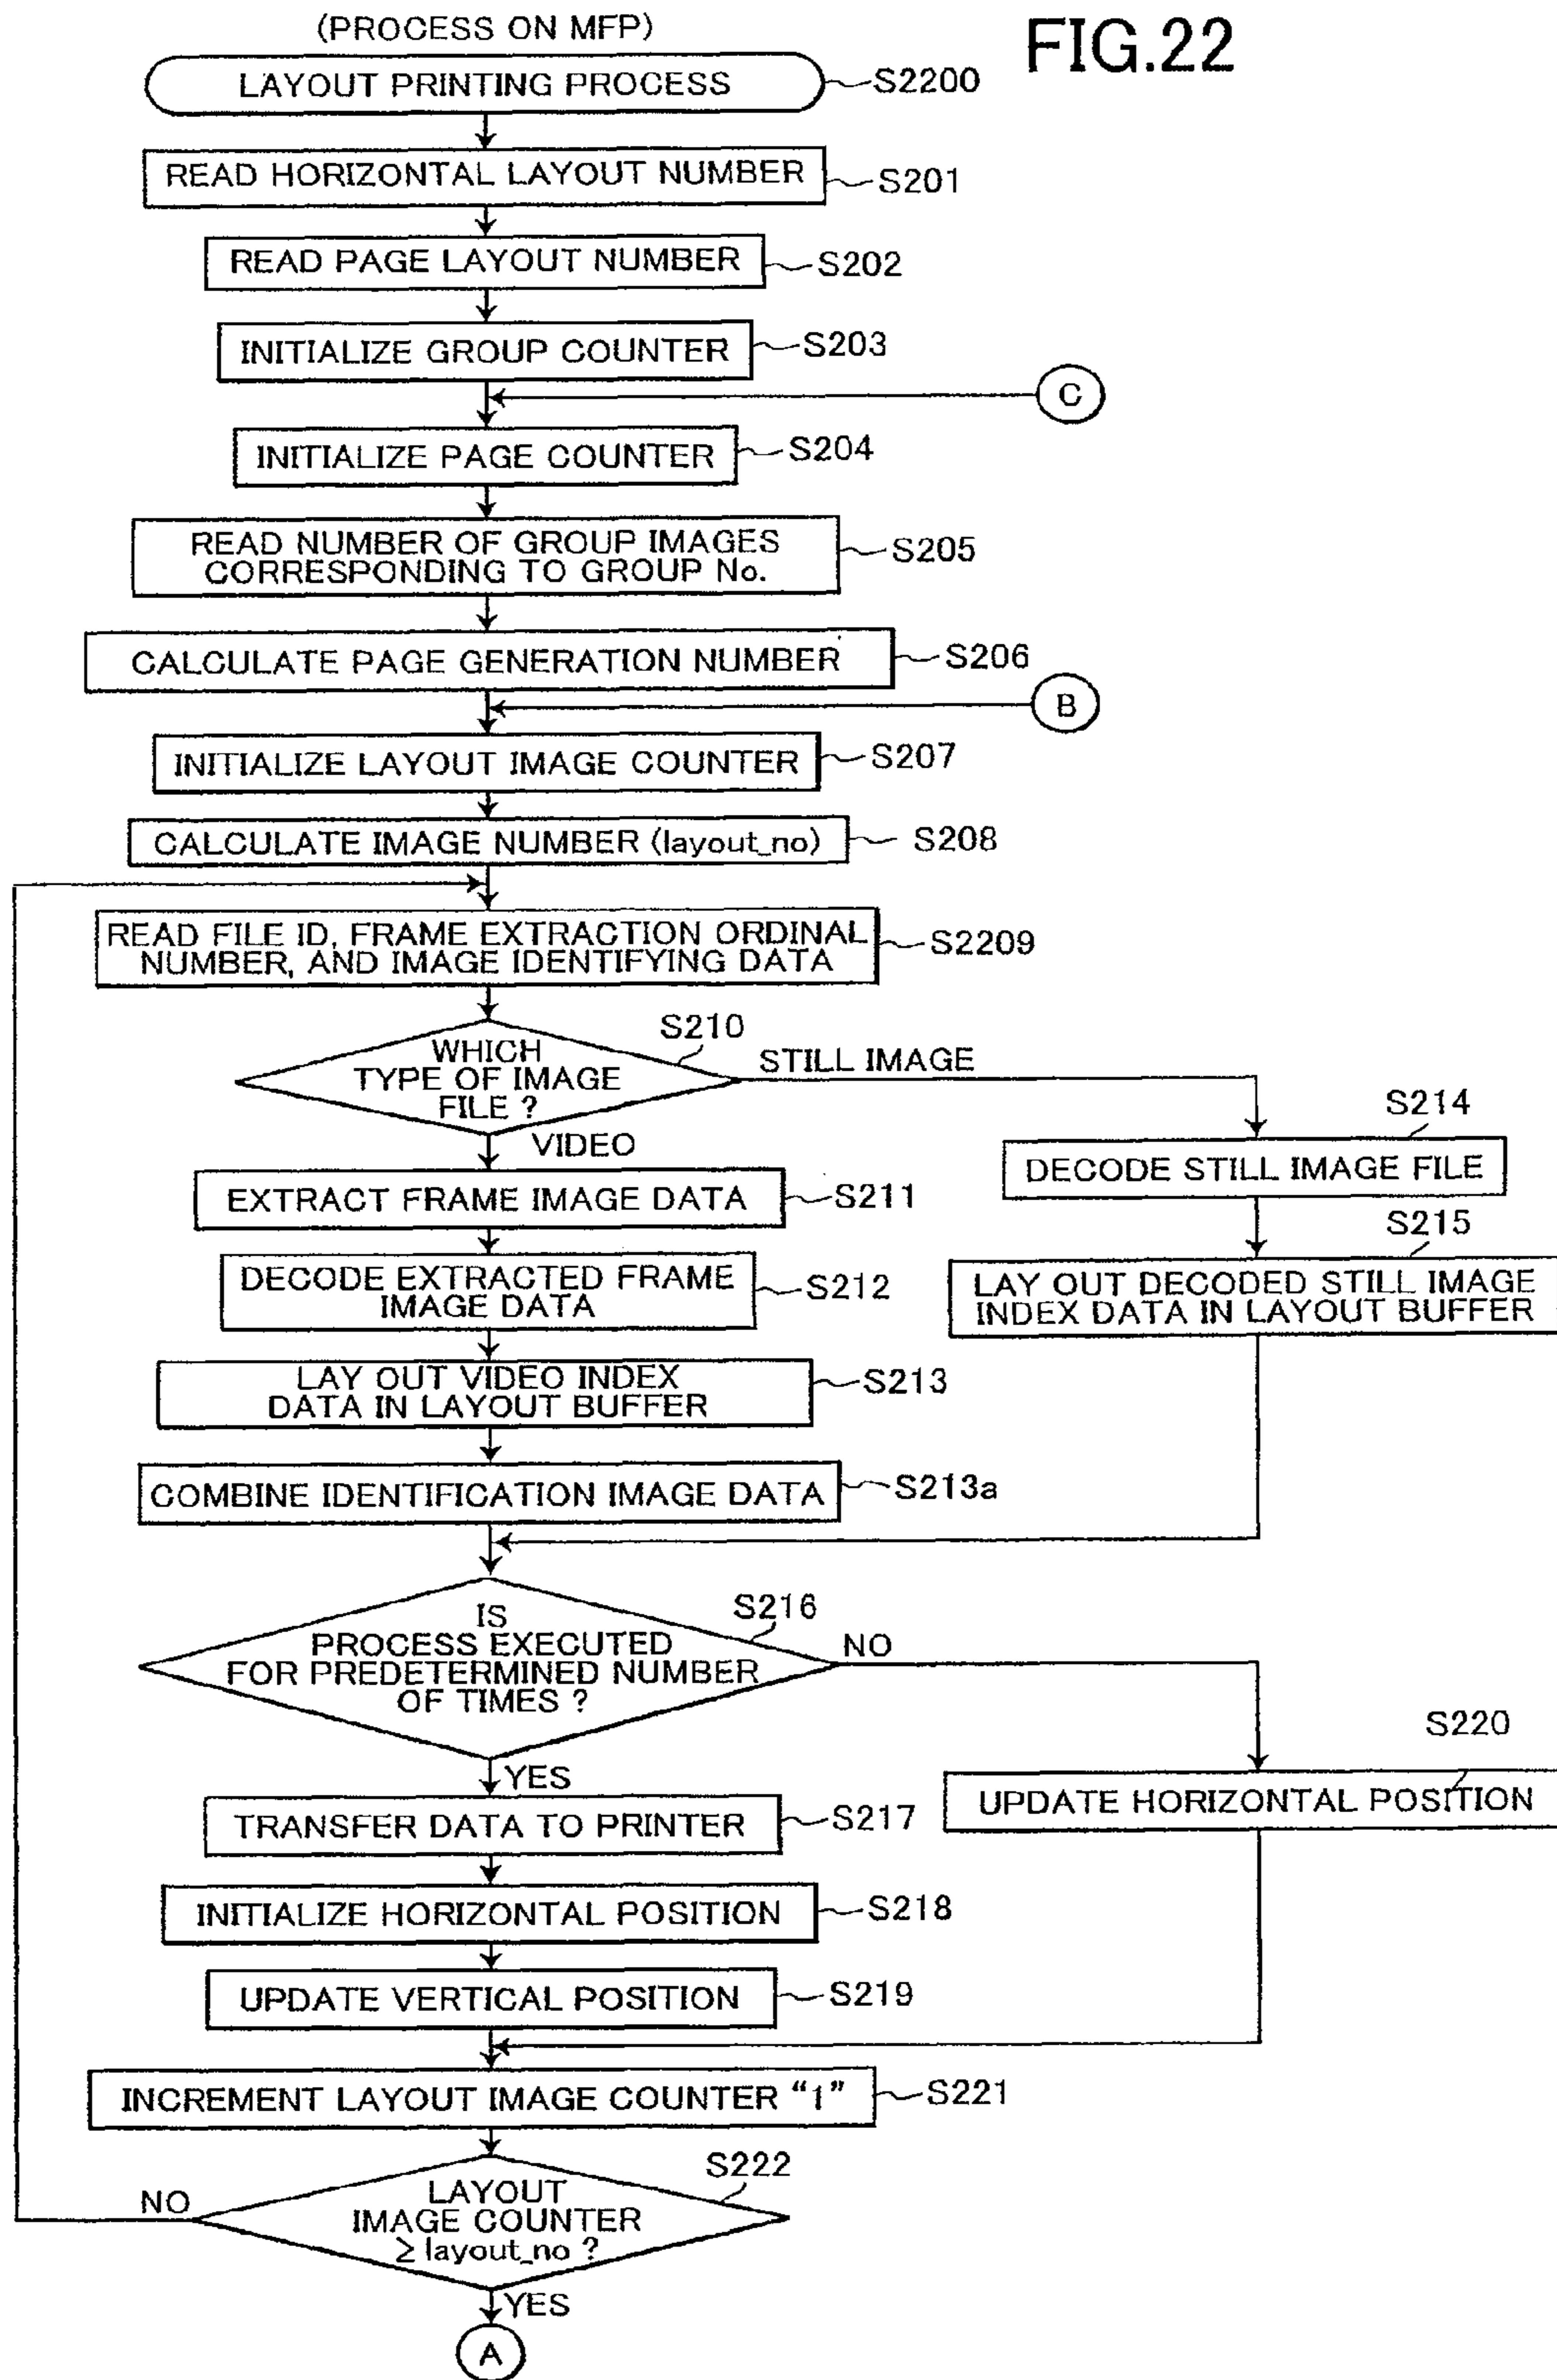 (PROCESS ON MFP)
FIG.22
LAYOUT PRINTING PROCESS
S2200
READ HORIZONTAL LAYOUT NUMBER
S201
READ PAGE LAYOUT NUMBER
S202
INITIALIZE GROUP COUNTER
S203
C
INITIALIZE PAGE COUNTER
S204
READ NUMBER OF GROUP IMAGES
CORRESPONDING TO GROUP No.
S205
CALCULATE PAGE GENERATION NUMBER
S206
B
INITIALIZE LAYOUT IMAGE COUNTER
S207
CALCULATE IMAGE NUMBER (layout_no)
S208
READ FILE ID, FRAME EXTRACTION ORDINAL
NUMBER, AND IMAGE IDENTIFYING DATA
S2209
S210
WHICH
TYPE OF IMAGE
FILE ?
STILL IMAGE
VIDEO
S214
DECODE STILL IMAGE FILE
EXTRACT FRAME IMAGE DATA
S211
S215
LAY OUT DECODED STILL IMAGE
INDEX DATA IN LAYOUT BUFFER
DECODE EXTRACTED FRAME
IMAGE DATA
S212
LAY OUT VIDEO INDEX
DATA IN LAYOUT BUFFER
S213
COMBINE IDENTIFICATION IMAGE DATA
S213a
S216
IS
PROCESS EXECUTED
FOR PREDETERMINED NUMBER
OF TIMES ?
NO
YES
S220
UPDATE HORIZONTAL POSITION
TRANSFER DATA TO PRINTER
S217
INITIALIZE HORIZONTAL POSITION
S218
UPDATE VERTICAL POSITION
S219
INCREMENT LAYOUT IMAGE COUNTER “1”
S221
S222
LAYOUT
IMAGE COUNTER
≥ layout_no ?
NO
YES
A